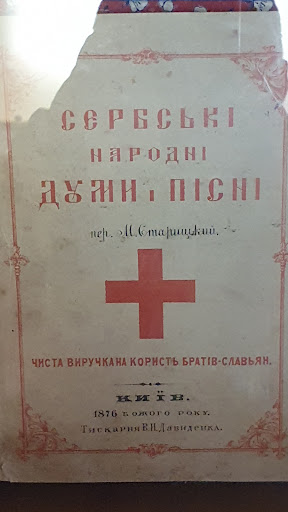 СЕРБСЬКІ
НАРОДНІ
ДУМИ і ПІСНІ
пер. М. Старицький.
ЧИСТА ВИРУЧКА НА КОРИСТЬ БРАТІВ-СЛАВЬЯН.
КИЇВ.
1876 божого року.
Тискарня В.И. Давиденка.